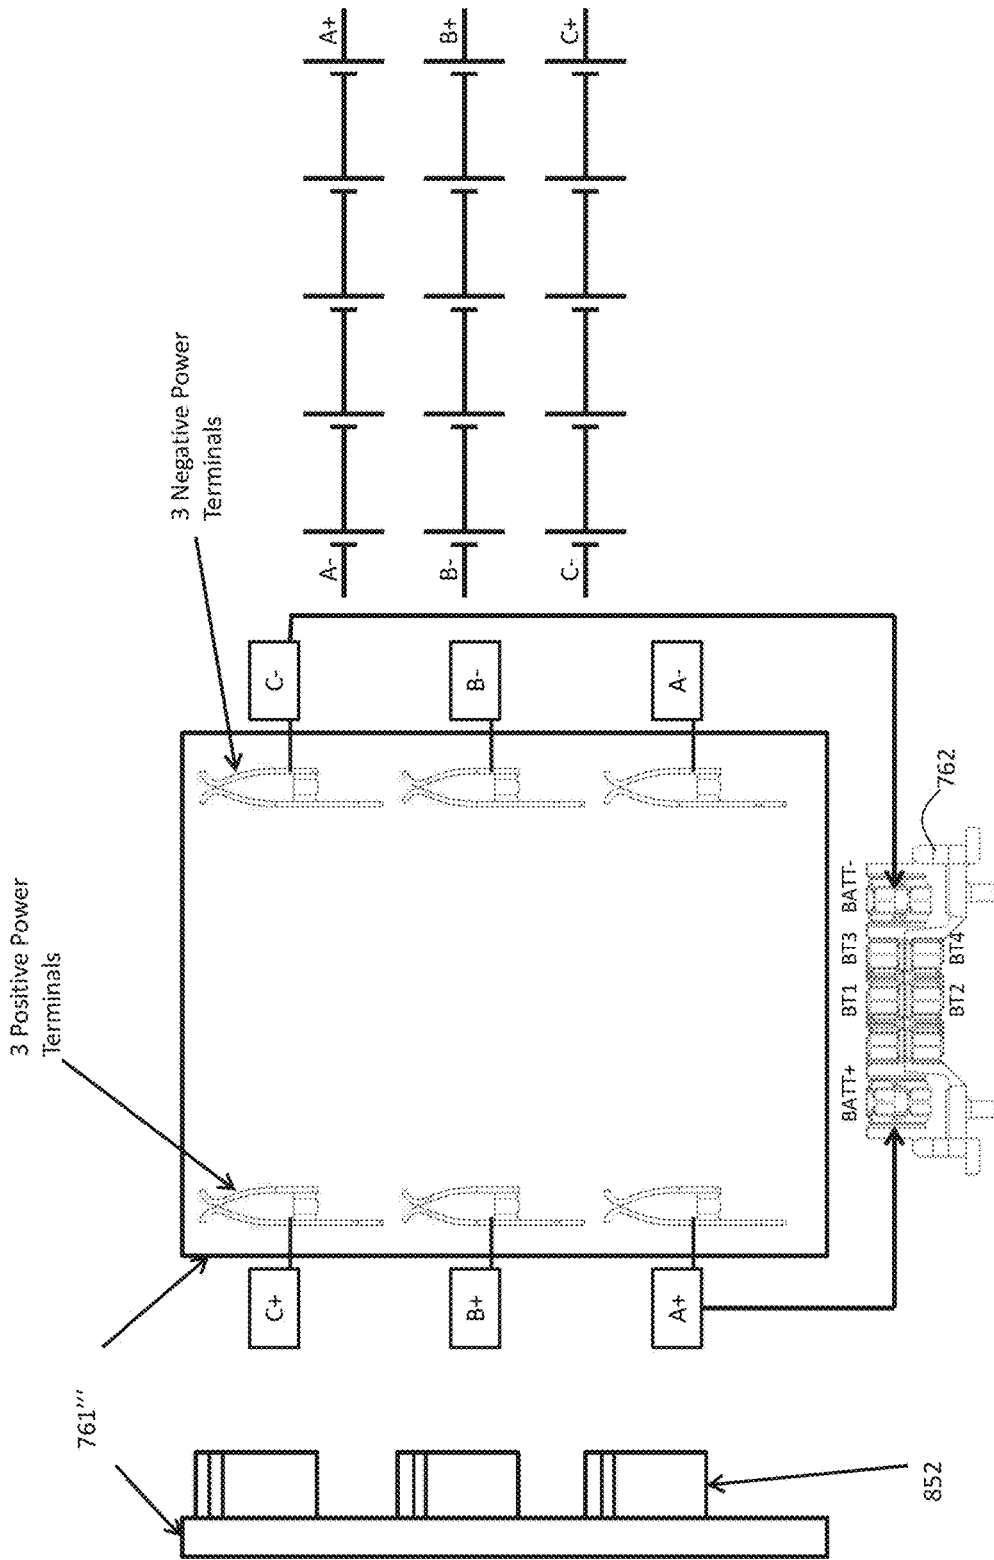 761'''
852
3 Positive Power
Terminals
3 Negative Power
Terminals
C+
B+
A+
C-
B-
A-
BATT+
BT1
BT3
BATT-
BT2
BT4
762
A-
A+
B-
B+
C-
C+